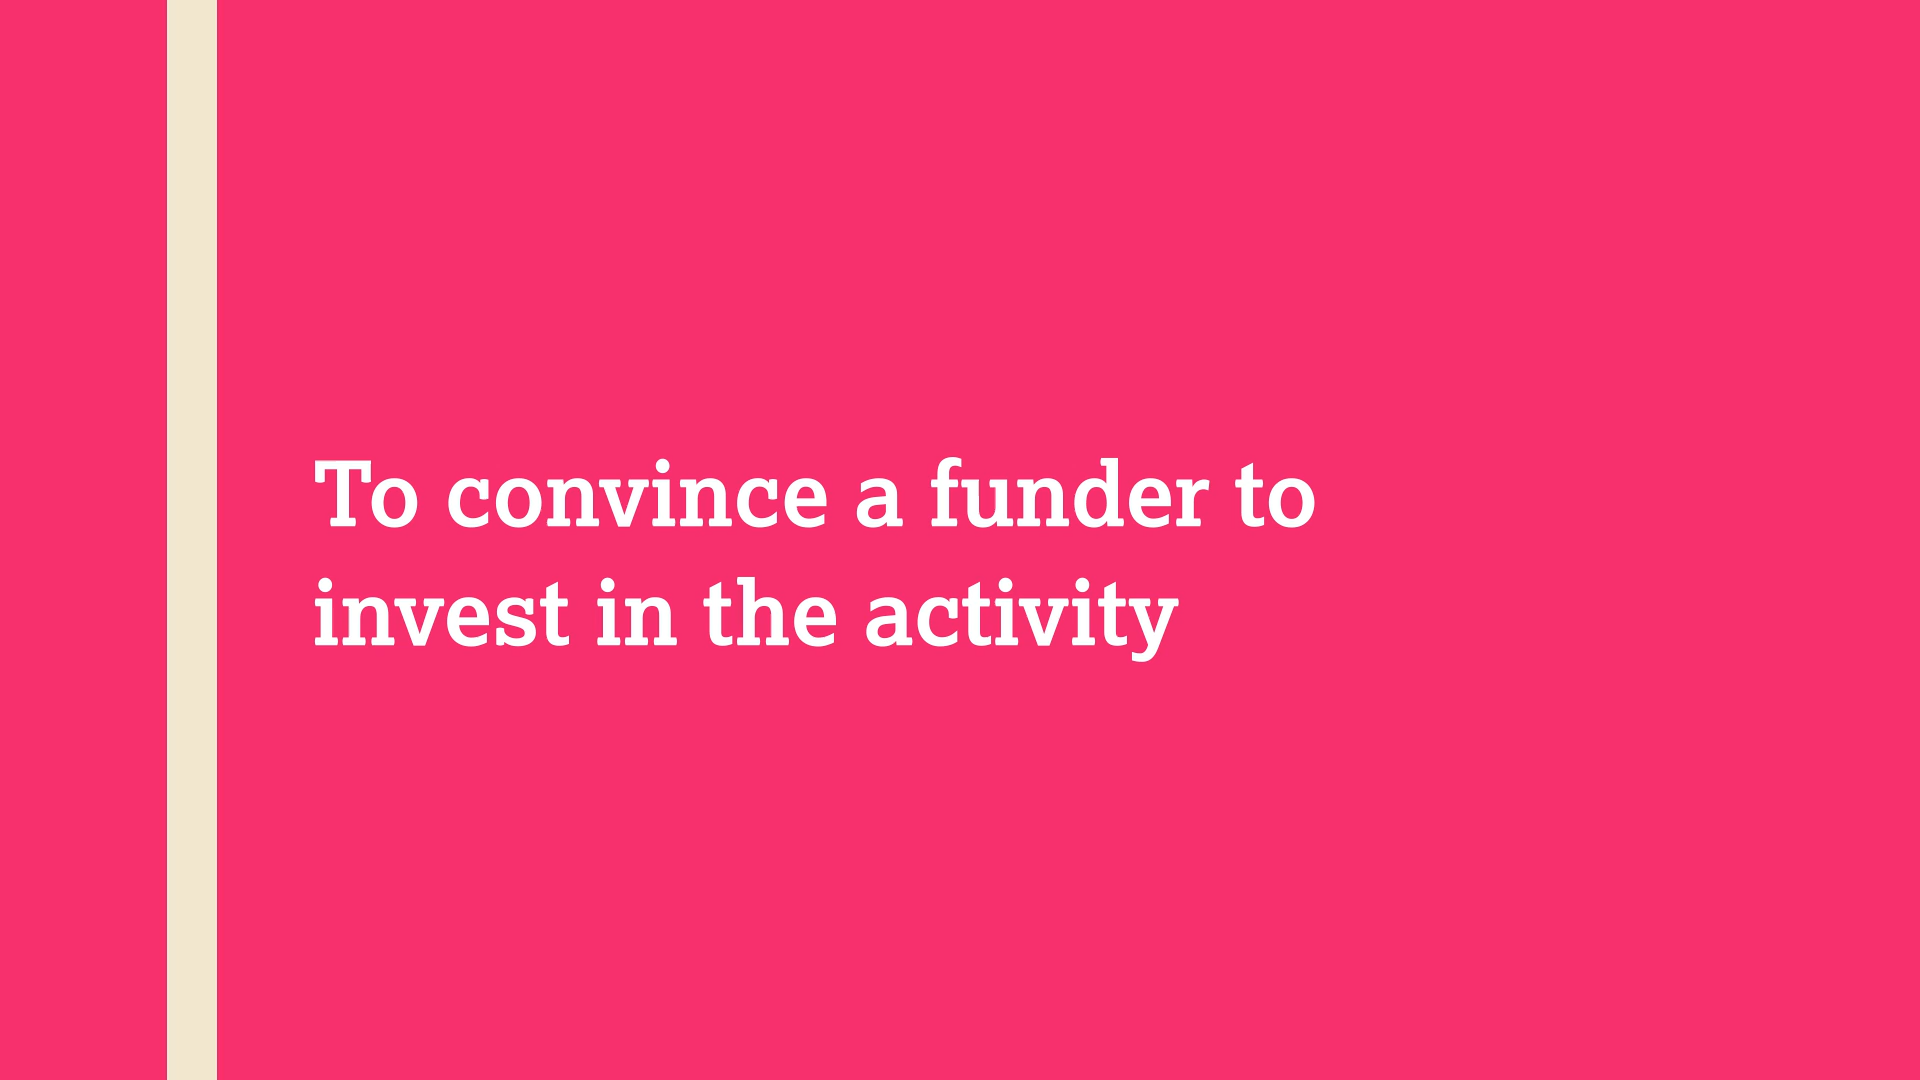 To convince a funder to
invest in the activity